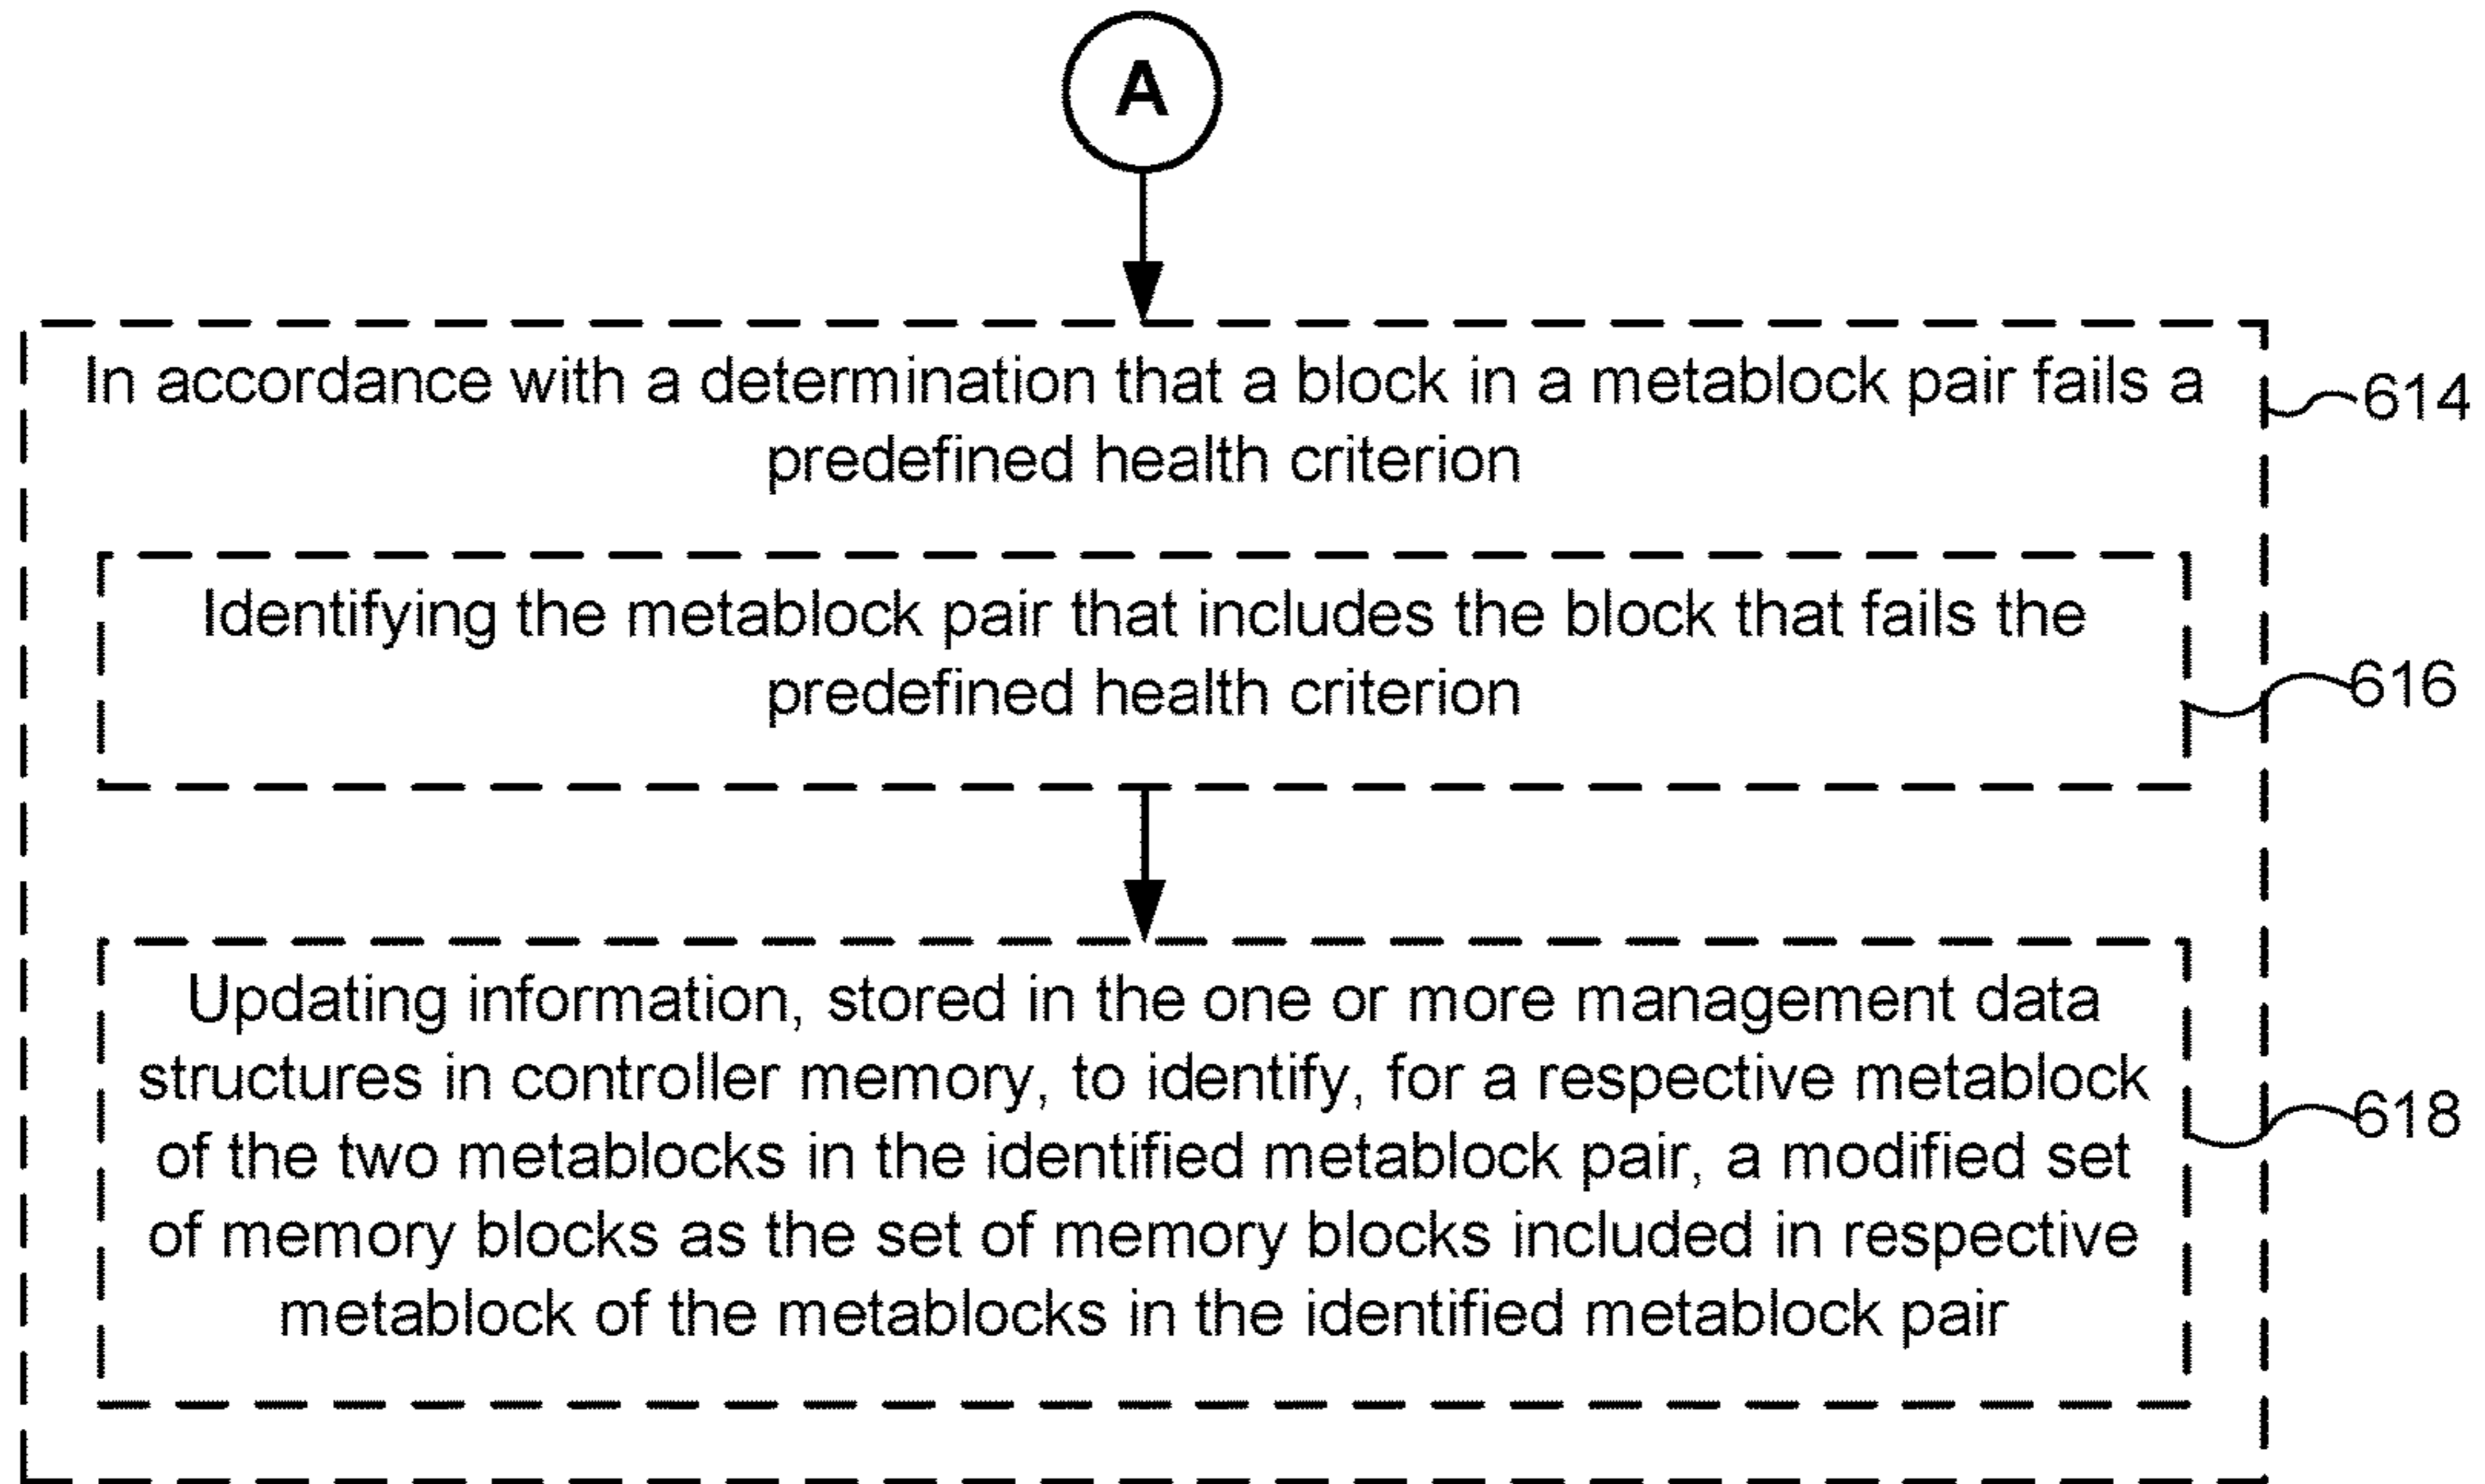 A
In accordance with a determination that a block in a metablock pair fails a
predefined health criterion
614
Identifying the metablock pair that includes the block that fails the
predefined health criterion
616
Updating information, stored in the one or more management data
structures in controller memory, to identify, for a respective metablock
of the two metablocks in the identified metablock pair, a modified set
of memory blocks as the set of memory blocks included in respective
metablock of the metablocks in the identified metablock pair
618